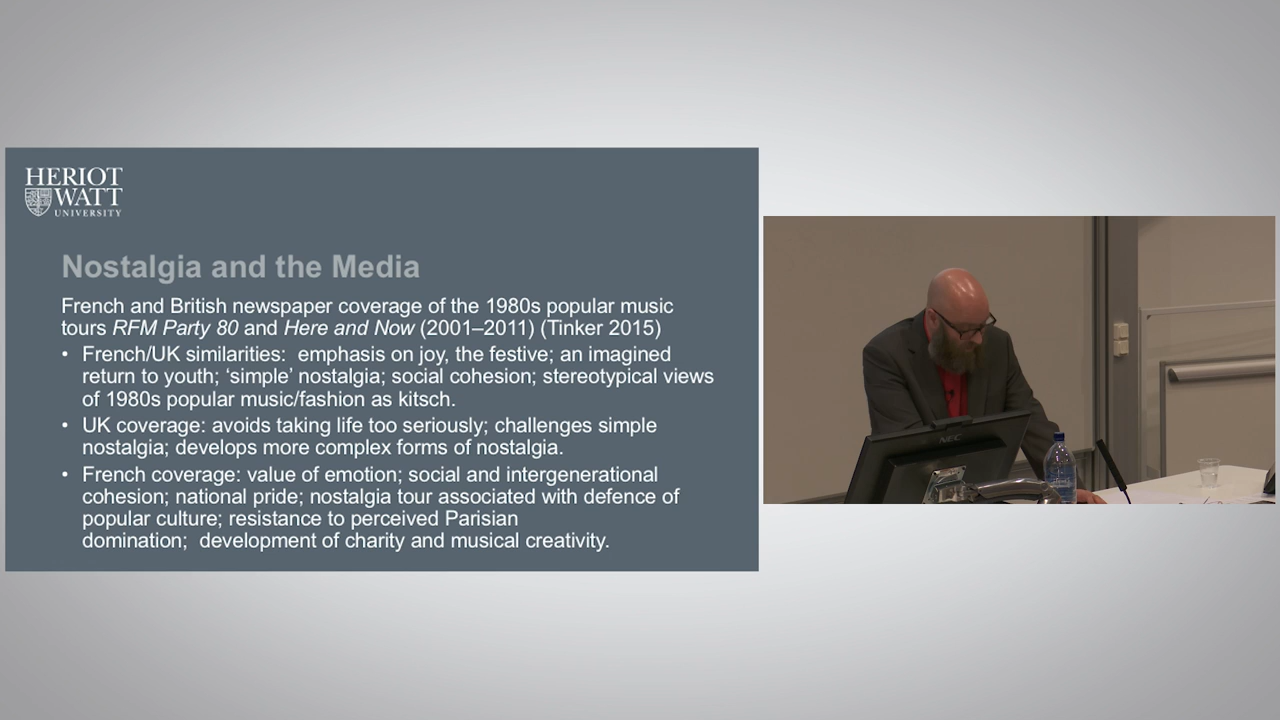 HERIOT
WATT
UNIVERSITY
Nostalgia and the Media
French and British newspaper coverage of the 1980s popular music
tours RFM Party 80 and Here and Now (2001–2011) (Tinker 2015)
• French/UK similarities:  emphasis on joy, the festive; an imagined
return to youth; ‘simple’ nostalgia; social cohesion; stereotypical views
of 1980s popular music/fashion as kitsch.
• UK coverage: avoids taking life too seriously; challenges simple
nostalgia; develops more complex forms of nostalgia.
• French coverage: value of emotion; social and intergenerational
cohesion; national pride; nostalgia tour associated with defence of
popular culture; resistance to perceived Parisian
domination;  development of charity and musical creativity.
NEC